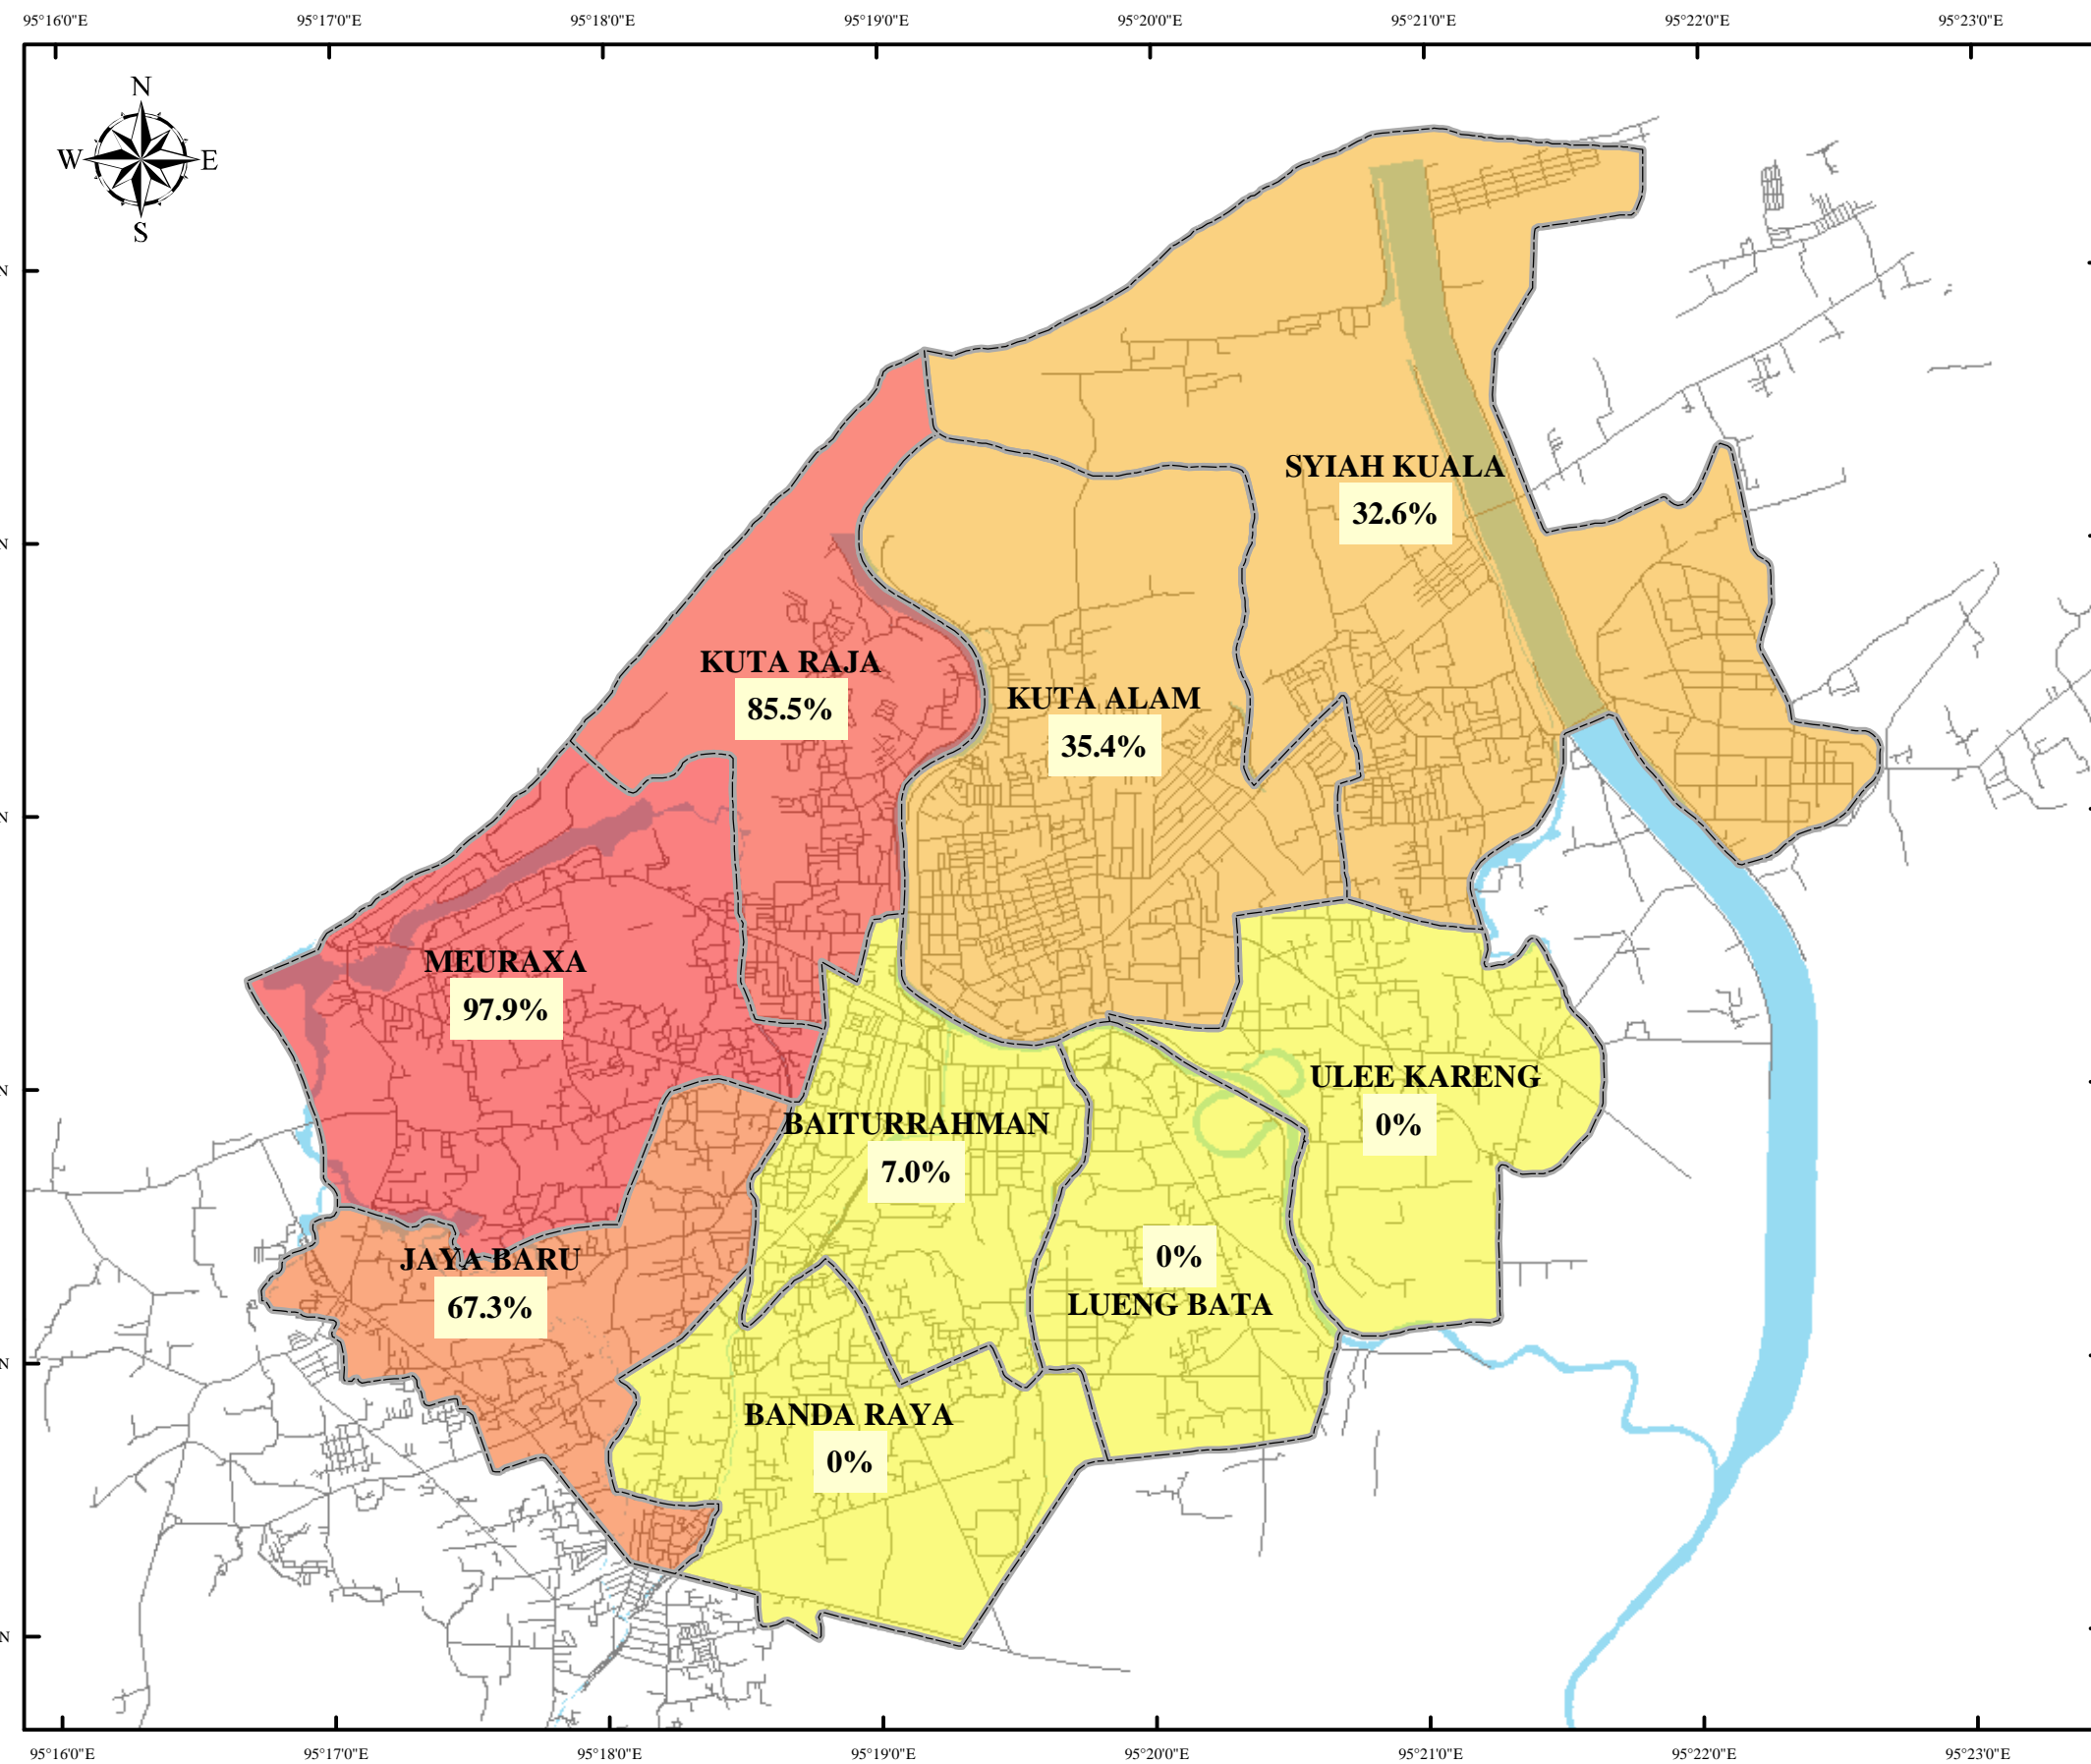 95°16'0"E 95°17'0"E 95°18'0"E 95°19'0"E 95°20'0"E 95°21'0"E 95°22'0"E 95°23'0"E
N
W E
S
N
SYIAH KUALA
32.6%
N
KUTA RAJA
85.5%
KUTA ALAM
35.4%
N
MEURAXA
97.9%
N
ULEE KARENG
0%
BAITURRAHMAN
7.0%
JAYA BARU
67.3%
0%
LUENG BATA
N
BANDA RAYA
0%
N
95°16'0"E 95°17'0"E 95°18'0"E 95°19'0"E 95°20'0"E 95°21'0"E 95°22'0"E 95°23'0"E